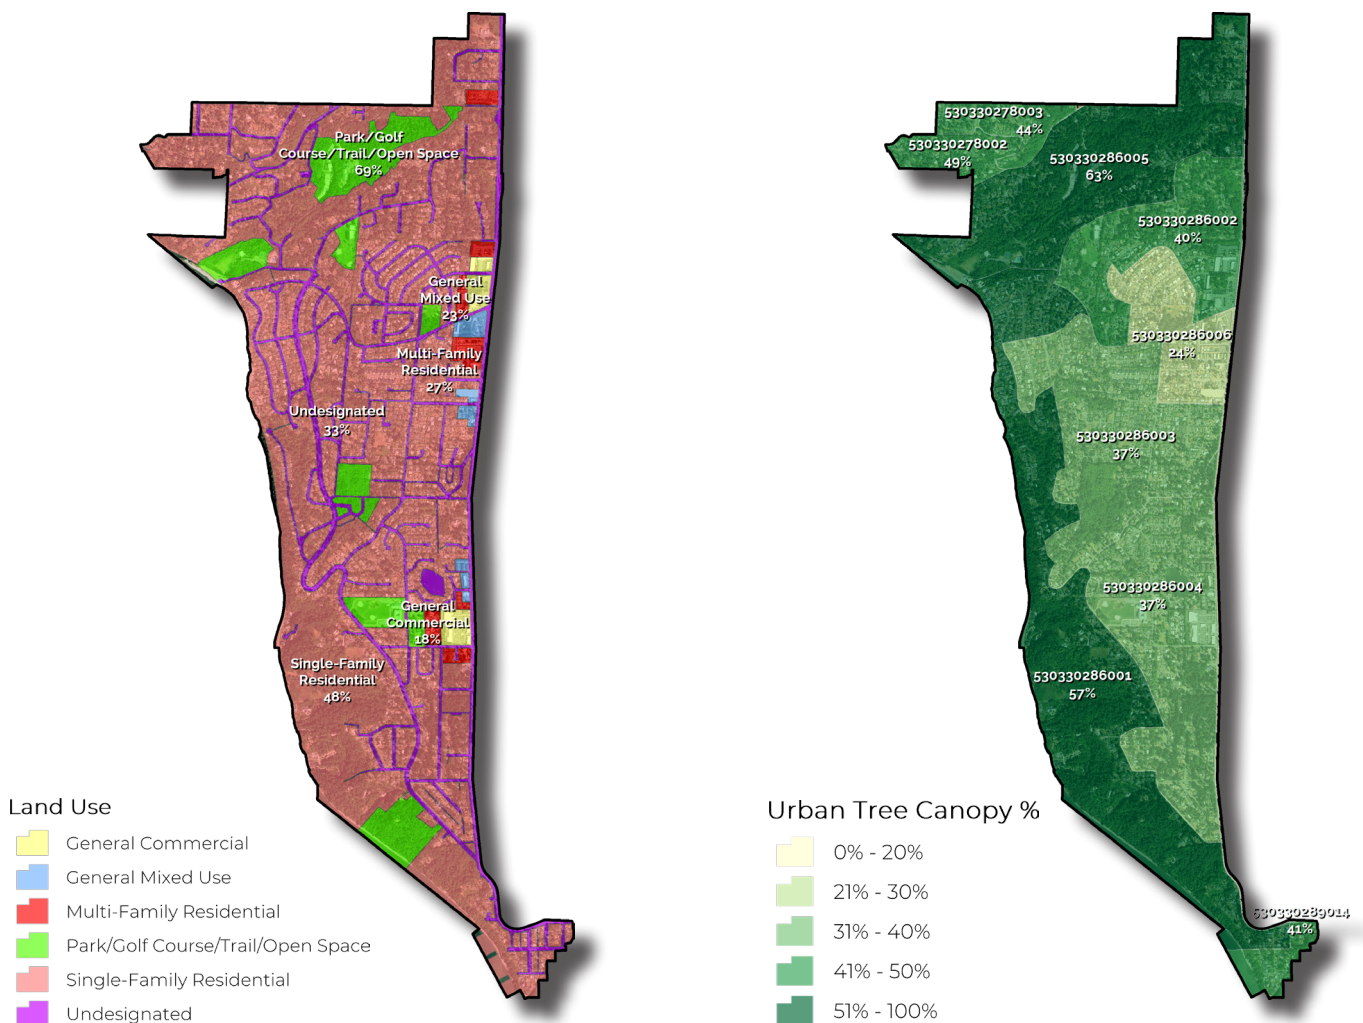 Park/Golf
Course/Trail/Open Space
69%
General
Mixed Use
23%
Multi-Family
Residential
27%
Undesignated
33%
General
Commercial
18%
Single-Family
Residential
48%
Land Use
General Commercial
General Mixed Use
Multi-Family Residential
Park/Golf Course/Trail/Open Space
Single-Family Residential
Undesignated
530330278003
44%
530330278002
49%
530330286005
63%
530330286002
40%
530330286006
24%
530330286003
37%
530330286004
37%
530330286001
57%
530330289014
41%
Urban Tree Canopy %
0% - 20%
21% - 30%
31% - 40%
41% - 50%
51% - 100%